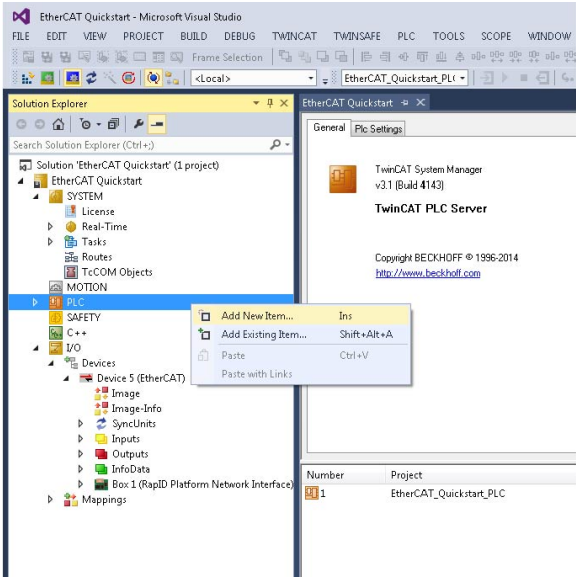 EtherCAT Quickstart - Microsoft Visual Studio
FILE EDIT VIEW PROJECT BUILD DEBUG TWINCAT TWINSAFE PLC TOOLS SCOPE WINDOW
Frame Selection
<Local> EtherCAT_Quickstart_PLC
Solution Explorer
Search Solution Explorer (Ctrl+;)
Solution 'EtherCAT Quickstart' (1 project)
EtherCAT Quickstart
SYSTEM
License
Real-Time
Tasks
Routes
TcCOM Objects
MOTION
PLC
SAFETY
C++
I/O
Devices
Device 5 (EtherCAT)
Image
Image-Info
SyncUnits
Inputs
Outputs
InfoData
Box 1 (RapID Platform Network Interface)
Mappings
Add New Item... Ins
Add Existing Item... Shift+Alt+A
Paste Ctrl+V
Paste with Links
EtherCAT Quickstart
General Plc Settings
TwinCAT System Manager
v3.1 (Build 4143)
TwinCAT PLC Server
Copyright BECKHOFF © 1996-2014
http://www.beckhoff.com
Number Project
1 EtherCAT_Quickstart_PLC